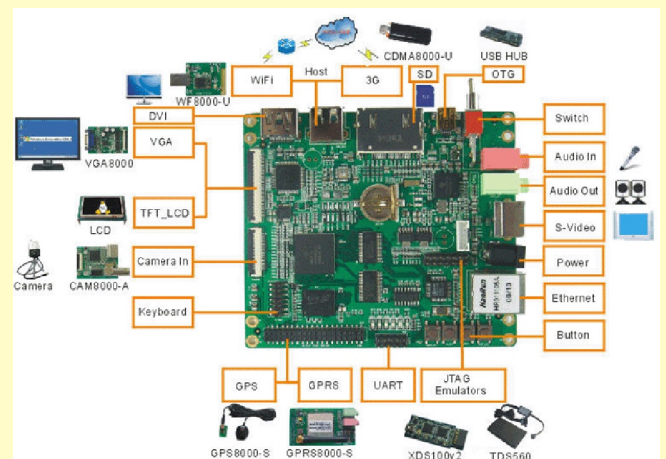 CDMA8000-U
USB HUB
WiFi
Host
3G
SD
OTG
WF8000-U
DVI
VGA
VGA8000
Switch
Audio In
Audio Out
TFT_LCD
LCD
S-Video
Camera In
Power
Camera
CAM8000-A
Ethernet
Keyboard
Button
GPS
GPRS
UART
JTAG
Emulators
GPS8000-S
GPRS8000-S
XDS100v2
TDS560